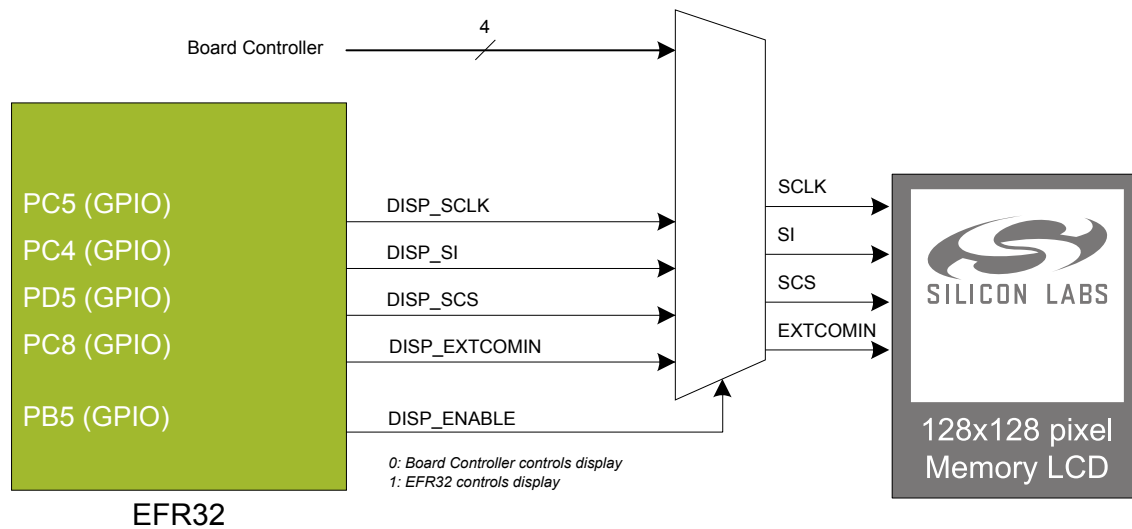 4
Board Controller
PC5 (GPIO)
DISP_SCLK
SCLK
PC4 (GPIO)
DISP_SI
SI
PD5 (GPIO)
DISP_SCS
SCS
PC8 (GPIO)
DISP_EXTCOMIN
EXTCOMIN
PB5 (GPIO)
DISP_ENABLE
0: Board Controller controls display
1: EFR32 controls display
EFR32
SILICON LABS
128x128 pixel
Memory LCD